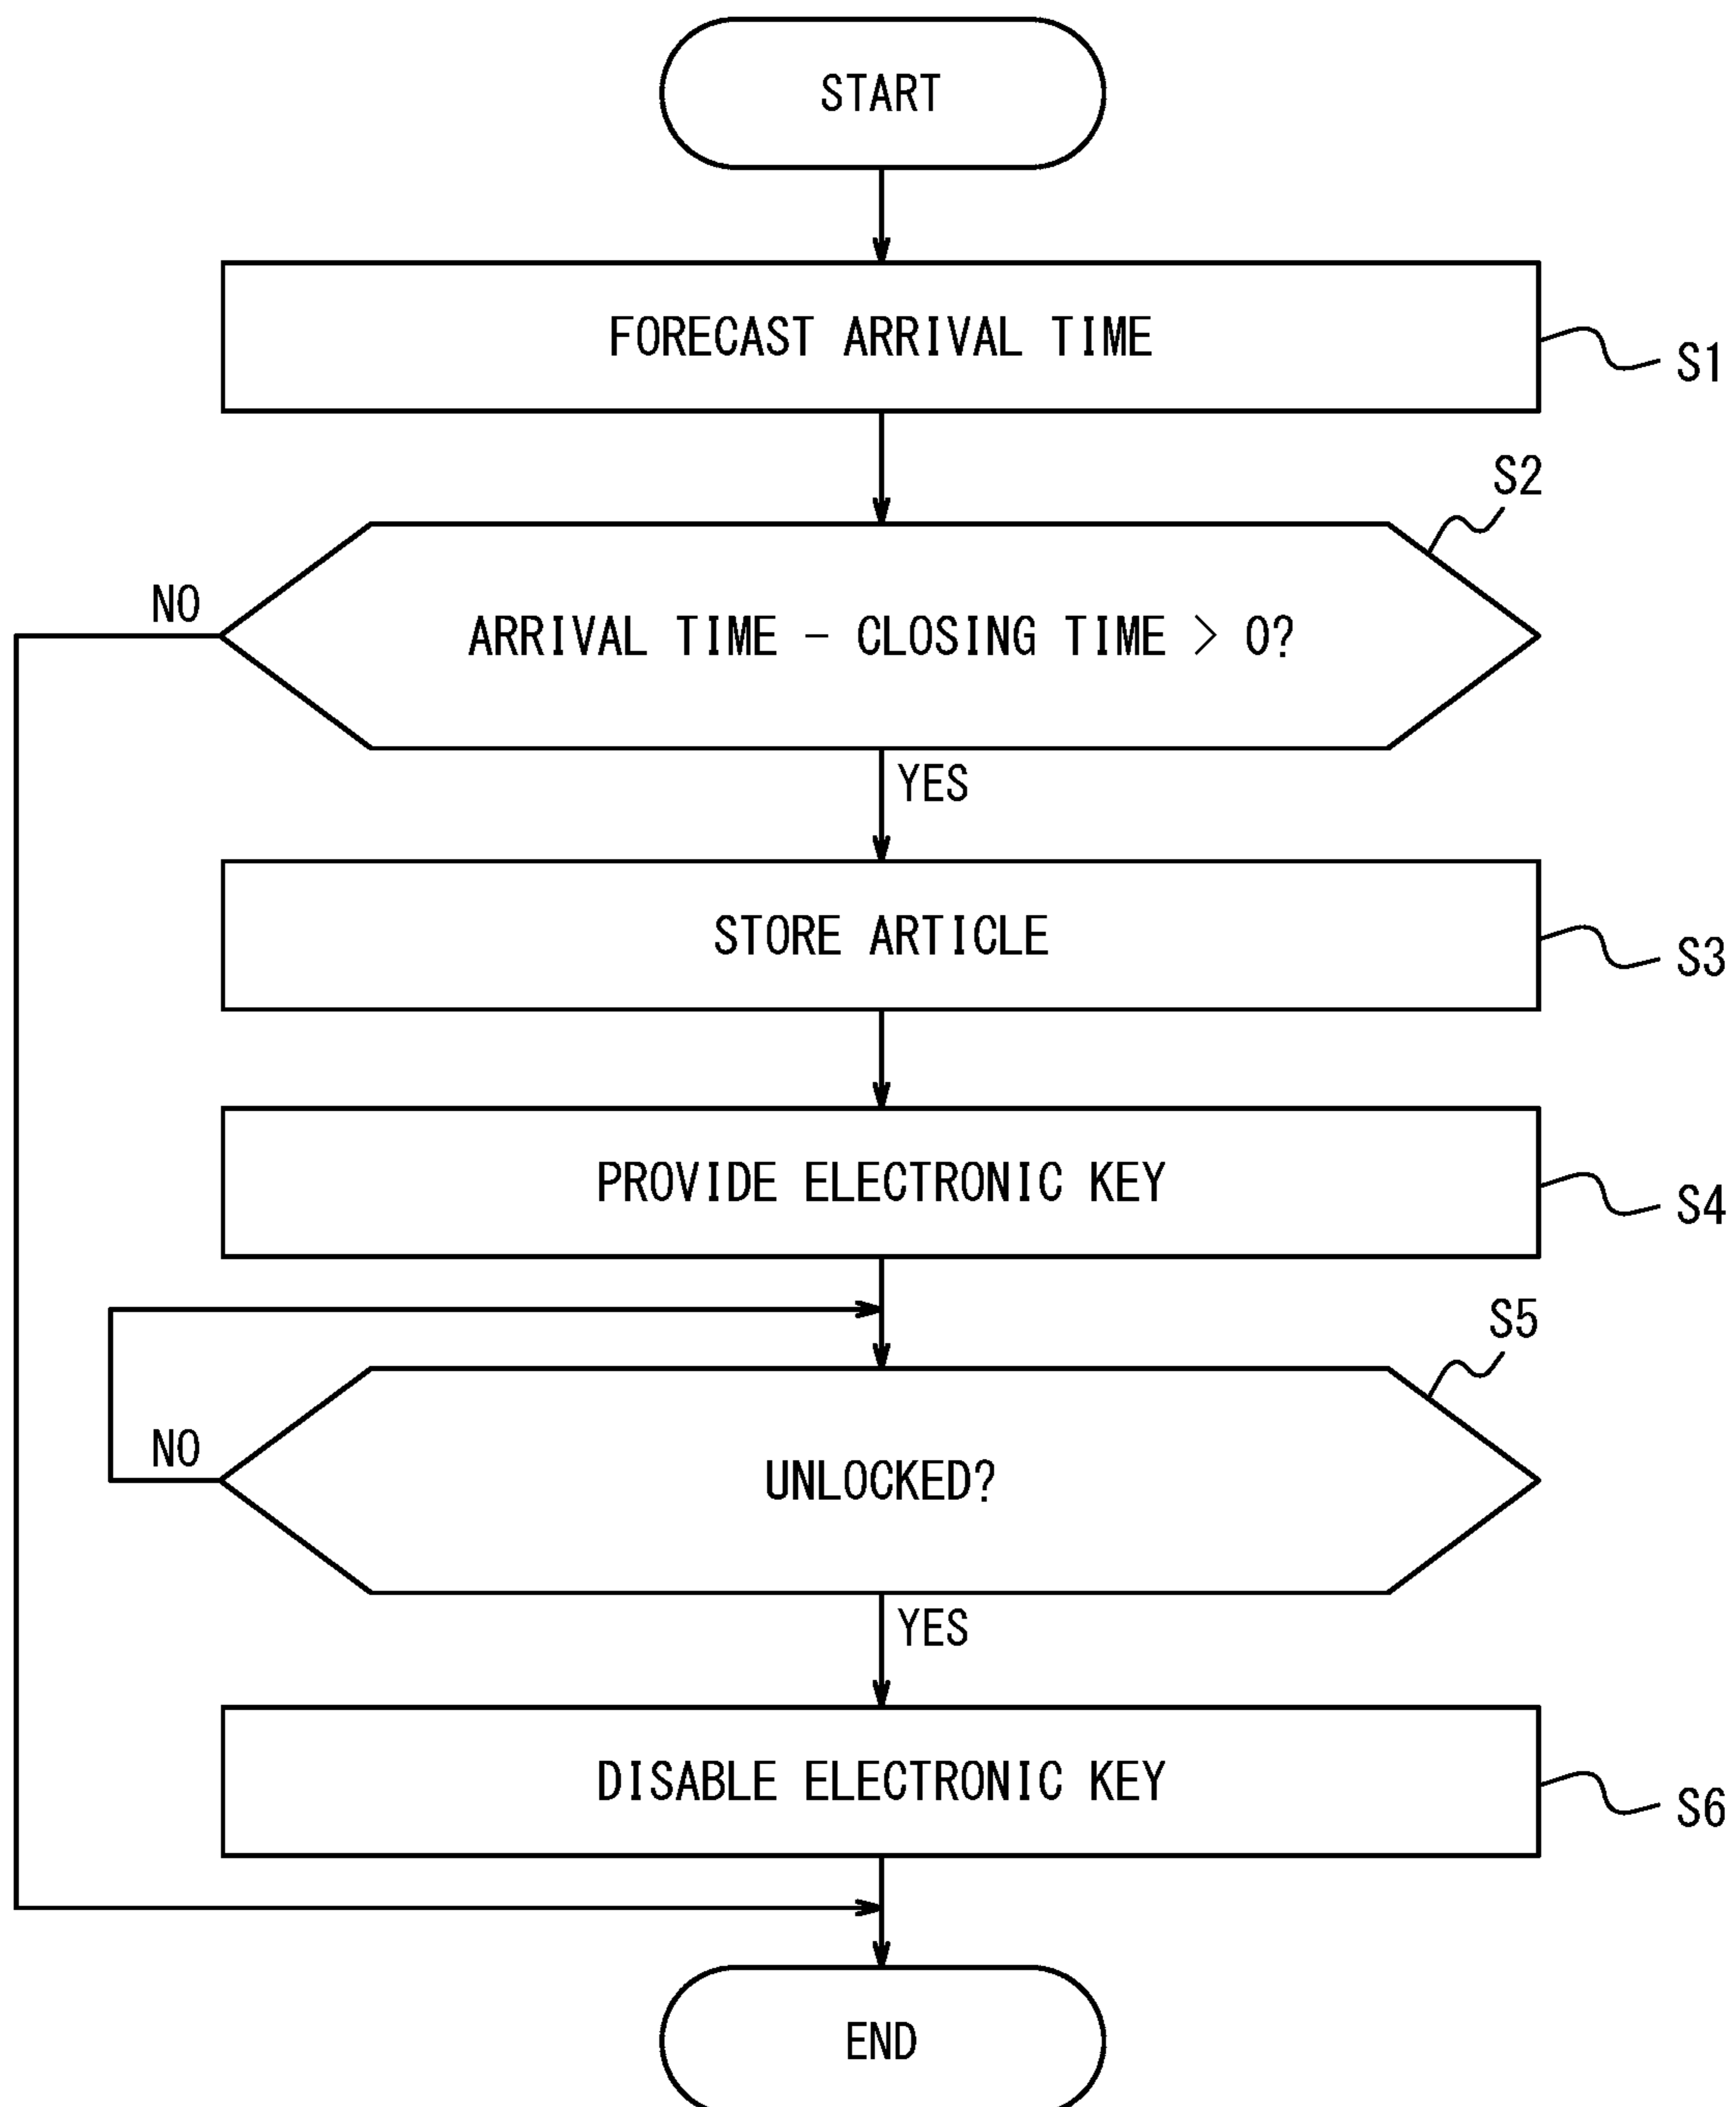 START
FORECAST ARRIVAL TIME
S1
S2
NO
ARRIVAL TIME − CLOSING TIME > 0?
YES
STORE ARTICLE
S3
PROVIDE ELECTRONIC KEY
S4
S5
NO
UNLOCKED?
YES
DISABLE ELECTRONIC KEY
S6
END